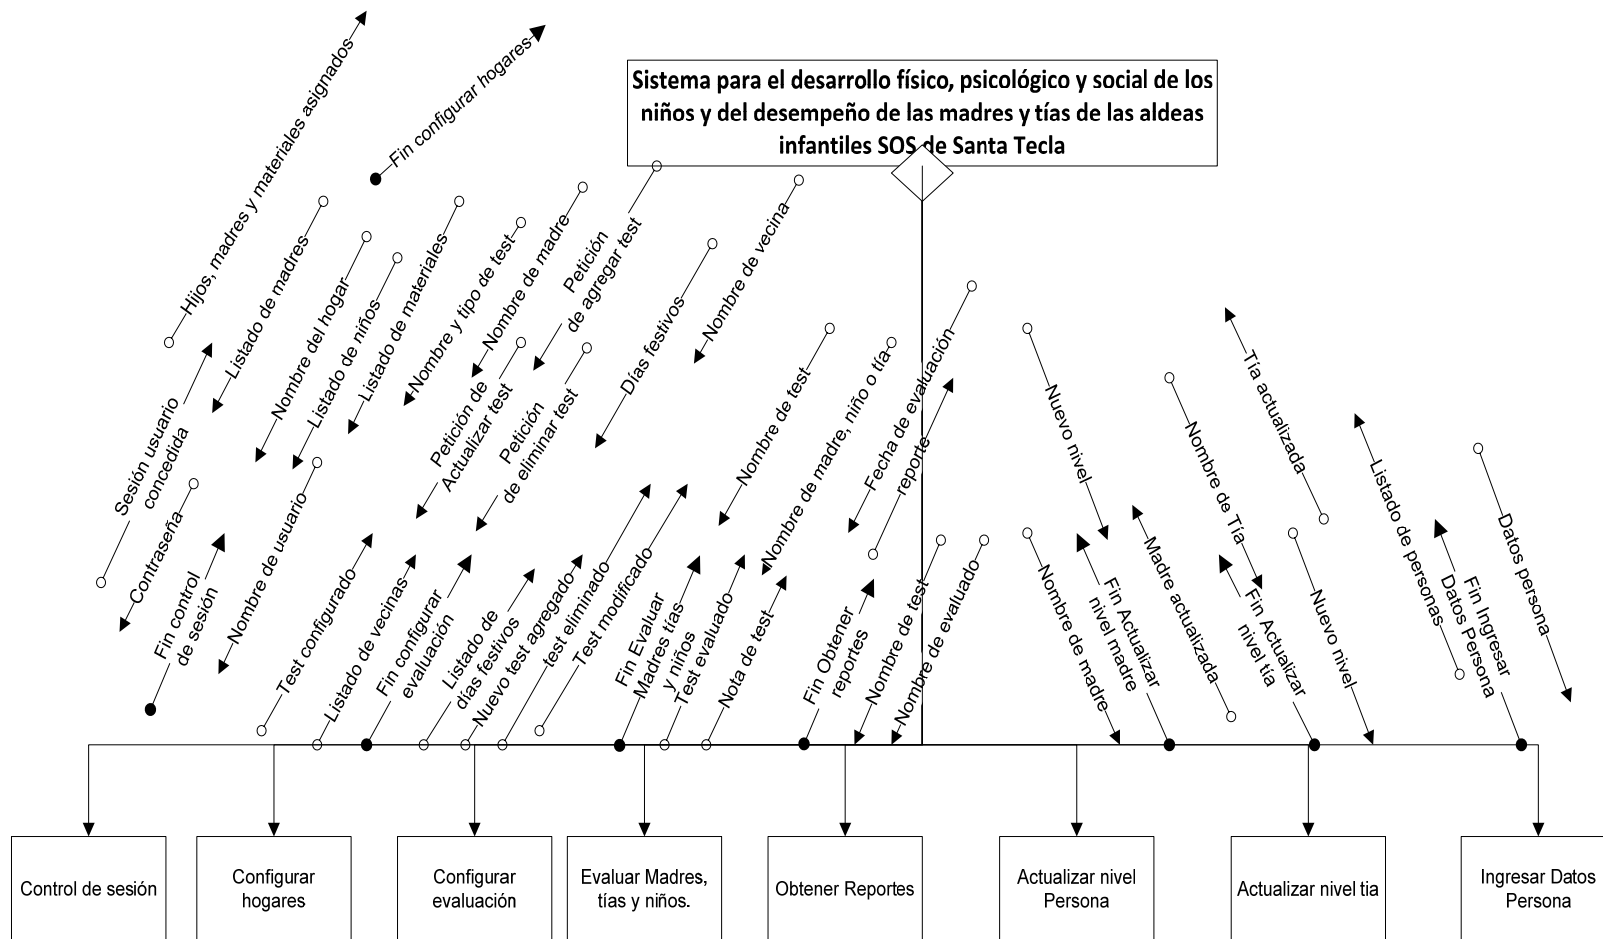 Sistema para el desarrollo físico, psicológico y social de los
niños y del desempeño de las madres y tías de las aldeas
infantiles SOS de Santa Tecla
Hijos, madres y materiales asignados
Fin configurar hogares
Listado de madres
Nombre del hogar
Listado de niños
Listado de materiales
Nombre y tipo de test
Nombre de madre
Petición
de agregar test
Días festivos
Nombre de vecina
Sesión usuario
concedida
Contraseña
Fin control
de sesión
Nombre de usuario
Petición de
Actualizar test
Petición
de eliminar test
Test configurado
Listado de vecinas
Fin configurar
evaluación
Listado de
días festivos
Nuevo test agregado
test eliminado
Test modificado
Fin Evaluar
Madres tías
y niños
Test evaluado
Nota de test
Nombre de test
Nombre de madre, niño o tía
Fecha de evaluación
reporte
Fin Obtener
reportes
Nombre de test
Nombre de evaluado
Nuevo nivel
Nombre de madre
Fin Actualizar
nivel madre
Madre actualizada
Nombre de Tía
Tía actualizada
Fin Actualizar
nivel tía
Nuevo nivel
Listado de personas
Fin Ingresar
Datos Persona
Datos persona
Control de sesión
Configurar
hogares
Configurar
evaluación
Evaluar Madres,
tías y niños.
Obtener Reportes
Actualizar nivel
Persona
Actualizar nivel tia
Ingresar Datos
Persona